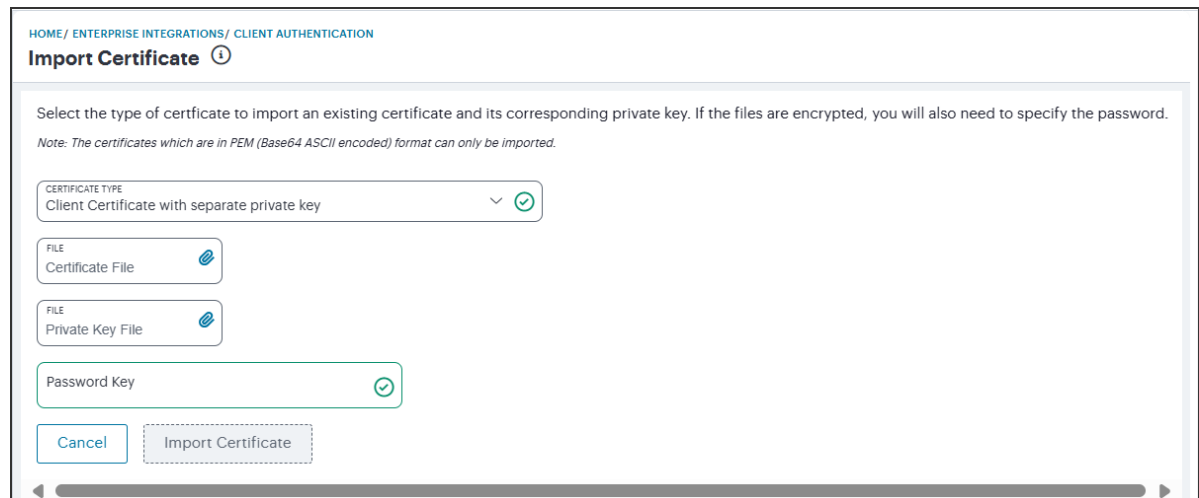 HOME/ ENTERPRISE INTEGRATIONS/ CLIENT AUTHENTICATION
Import Certificate
Select the type of certficate to import an existing certificate and its corresponding private key. If the files are encrypted, you will also need to specify the password.
Note: The certificates which are in PEM (Base64 ASCII encoded) format can only be imported.
CERTIFICATE TYPE
Client Certificate with separate private key
FILE
Certificate File
FILE
Private Key File
Password Key
Cancel Import Certificate